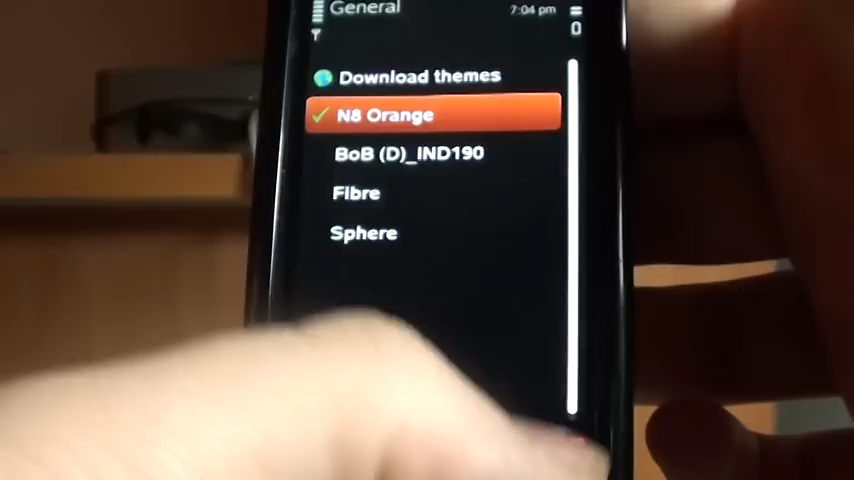 General
7:04 pm
Download themes
N8 Orange
BoB (D)_IND190
Fibre
Sphere